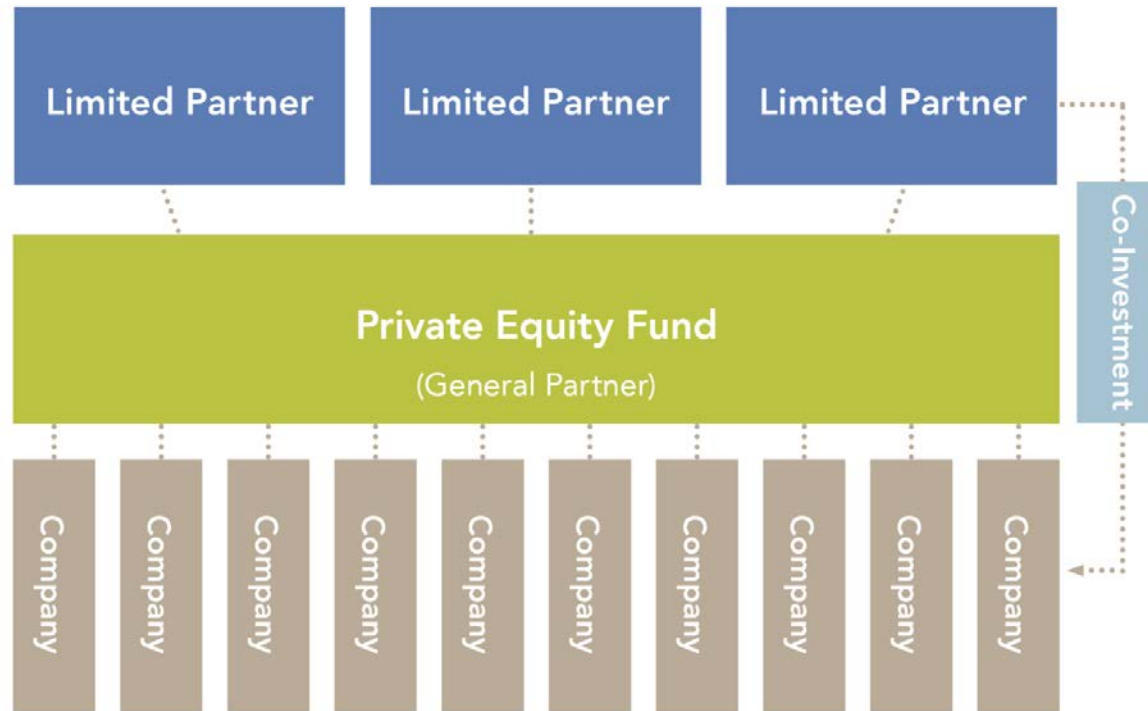 Limited Partner
Limited Partner
Limited Partner
Co-Investment
Private Equity Fund
(General Partner)
Company
Company
Company
Company
Company
Company
Company
Company
Company
Company